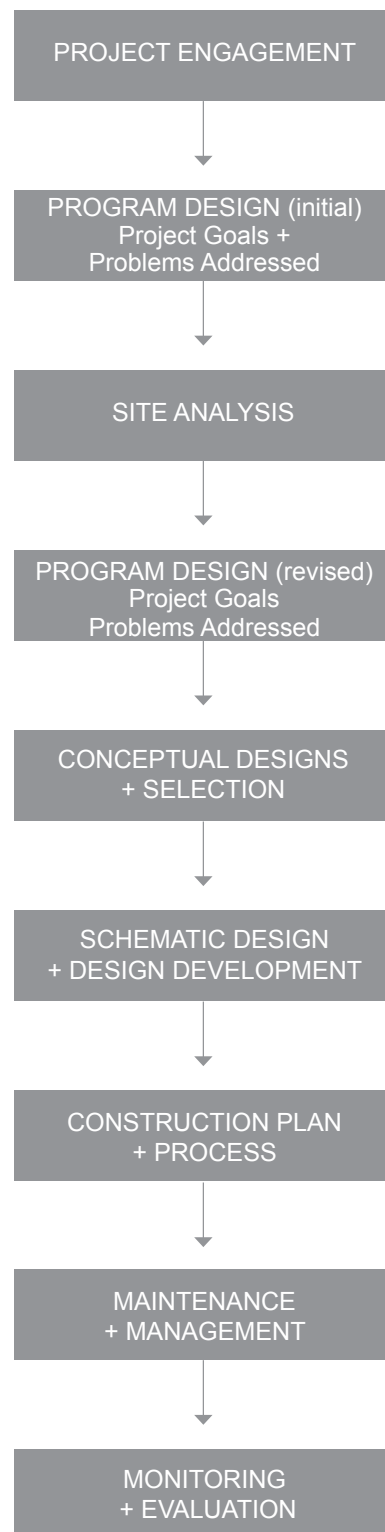 PROJECT ENGAGEMENT
PROGRAM DESIGN (initial)
Project Goals +
Problems Addressed
SITE ANALYSIS
PROGRAM DESIGN (revised)
Project Goals
Problems Addressed
CONCEPTUAL DESIGNS
+ SELECTION
SCHEMATIC DESIGN
+ DESIGN DEVELOPMENT
CONSTRUCTION PLAN
+ PROCESS
MAINTENANCE
+ MANAGEMENT
MONITORING
+ EVALUATION